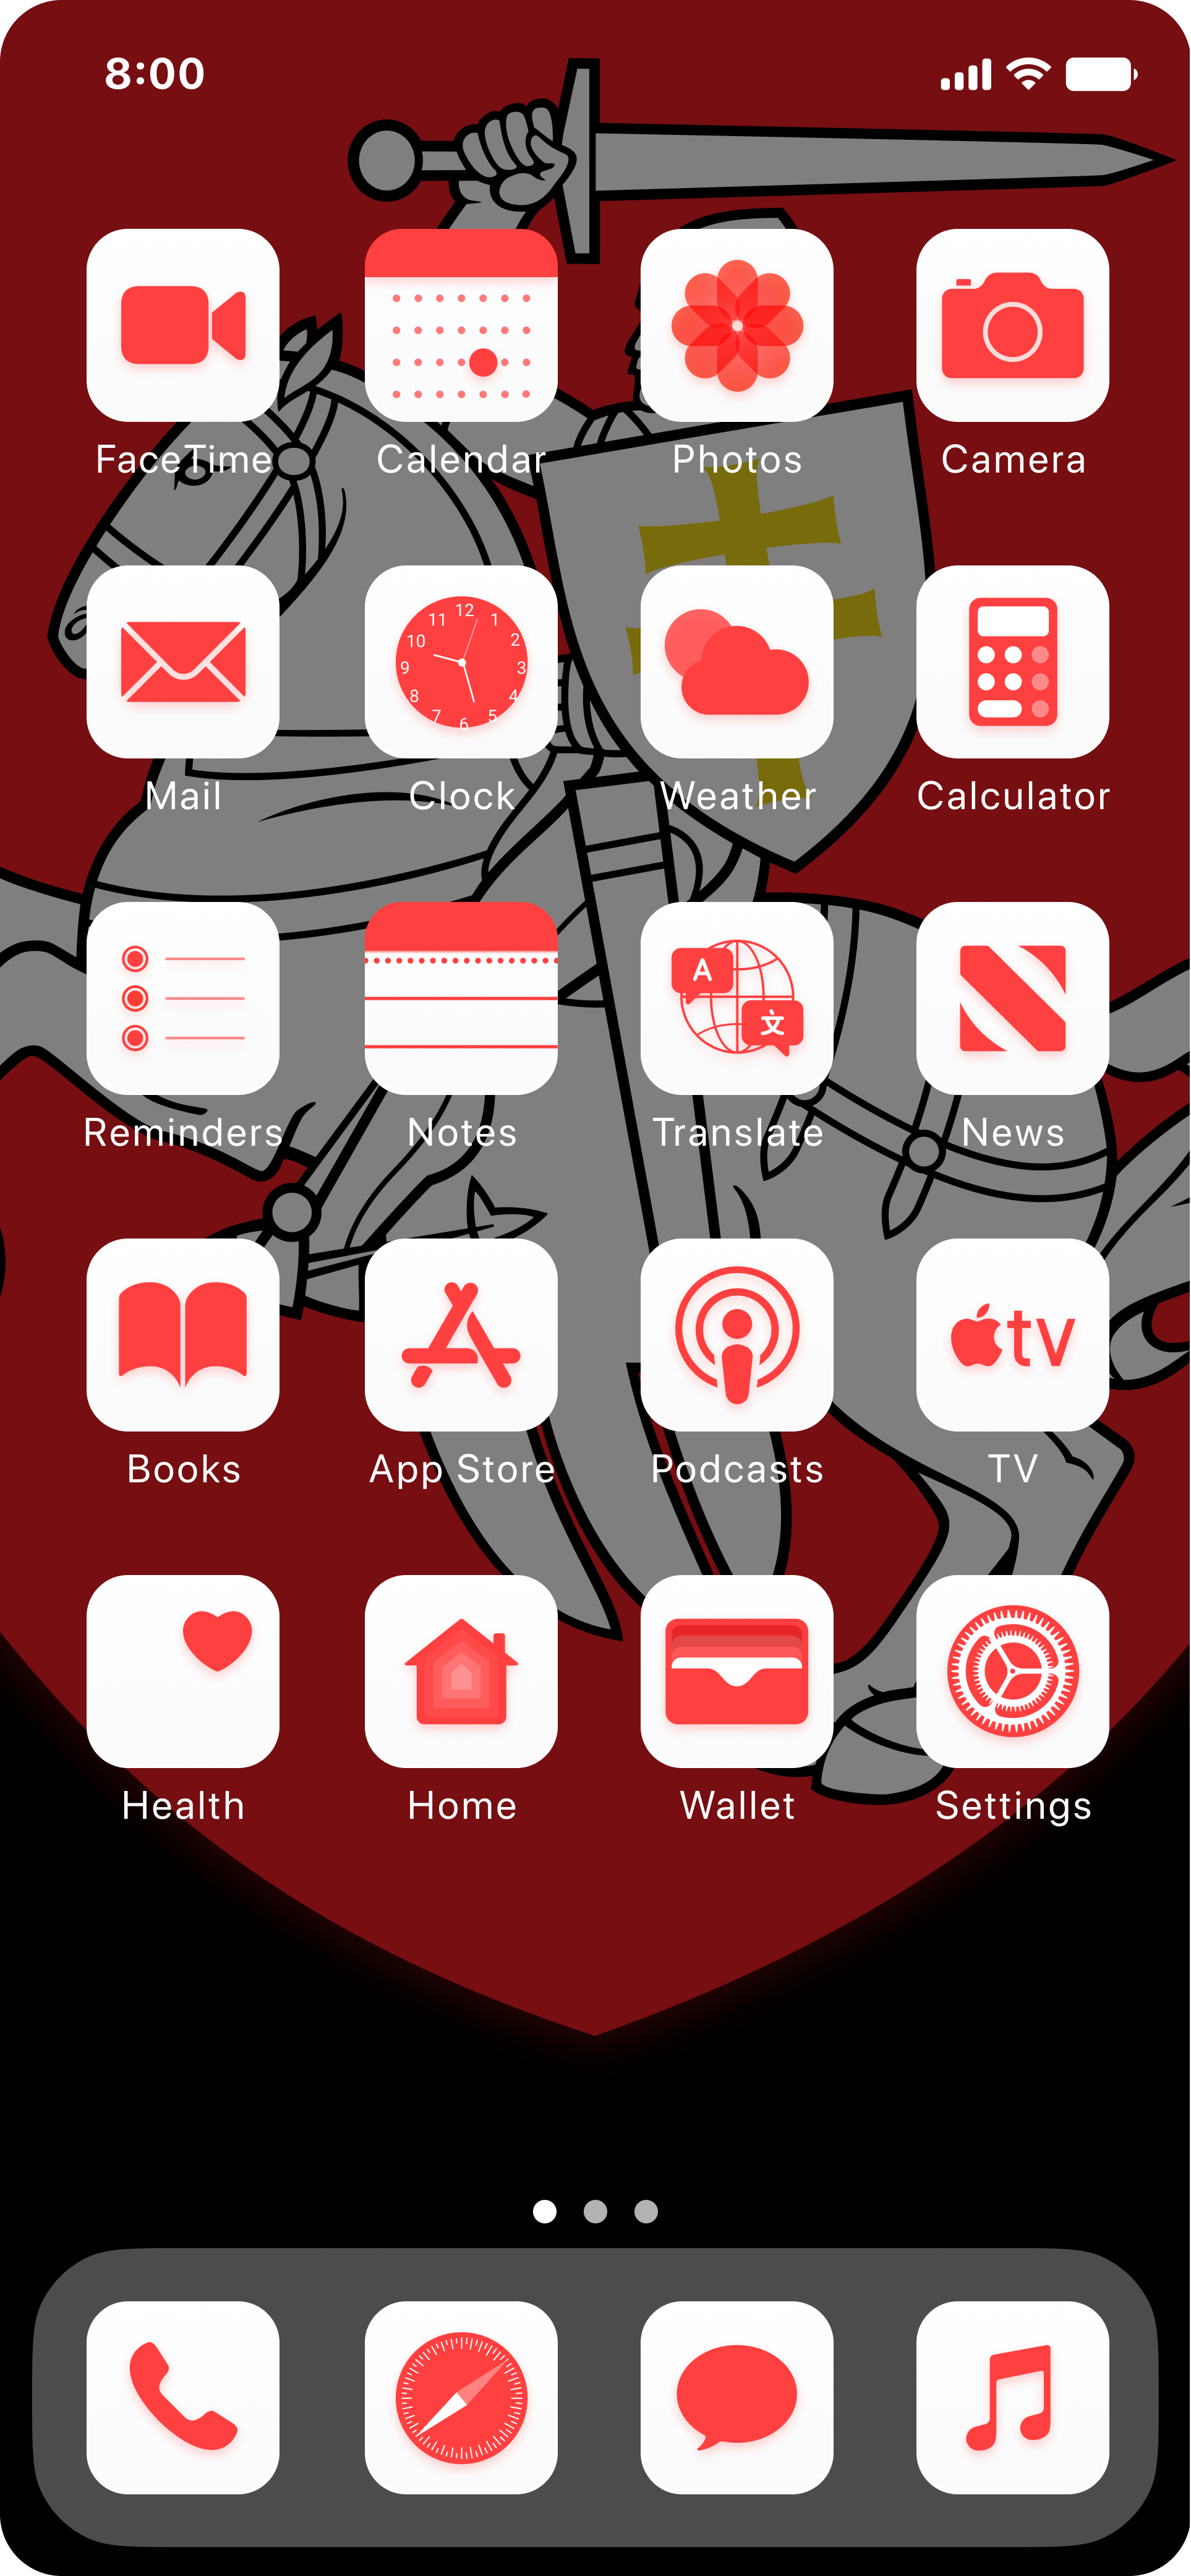 8:00
FaceTime Calendar Photos Camera
12
11 1
10 2
9 3
8 4
7 5
6
Mail Clock Weather Calculator
A
文
Reminders Notes Translate News
tv
Books App Store Podcasts TV
Health Home Wallet Settings